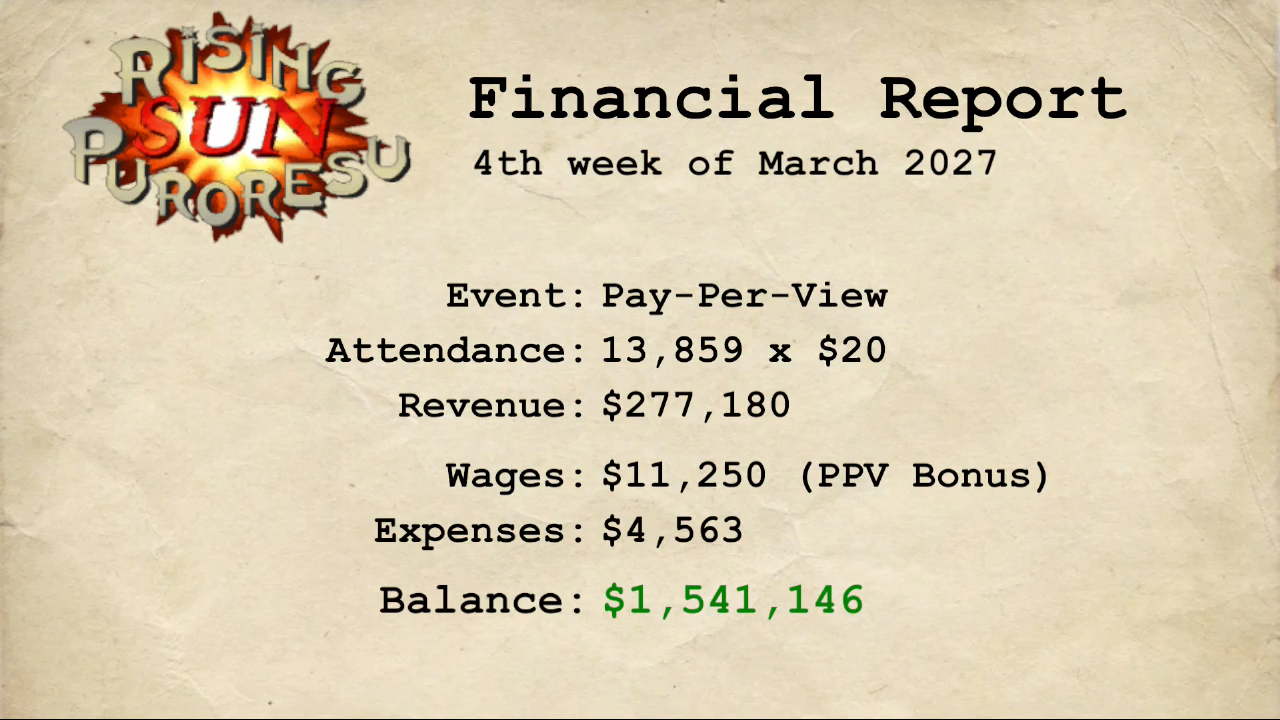 RISING
SUN
PURORESU
Financial Report
4th week of March 2027
Event: Pay-Per-View
Attendance: 13,859 x $20
Revenue: $277,180
Wages: $11,250 (PPV Bonus)
Expenses: $4,563
Balance: $1,541,146